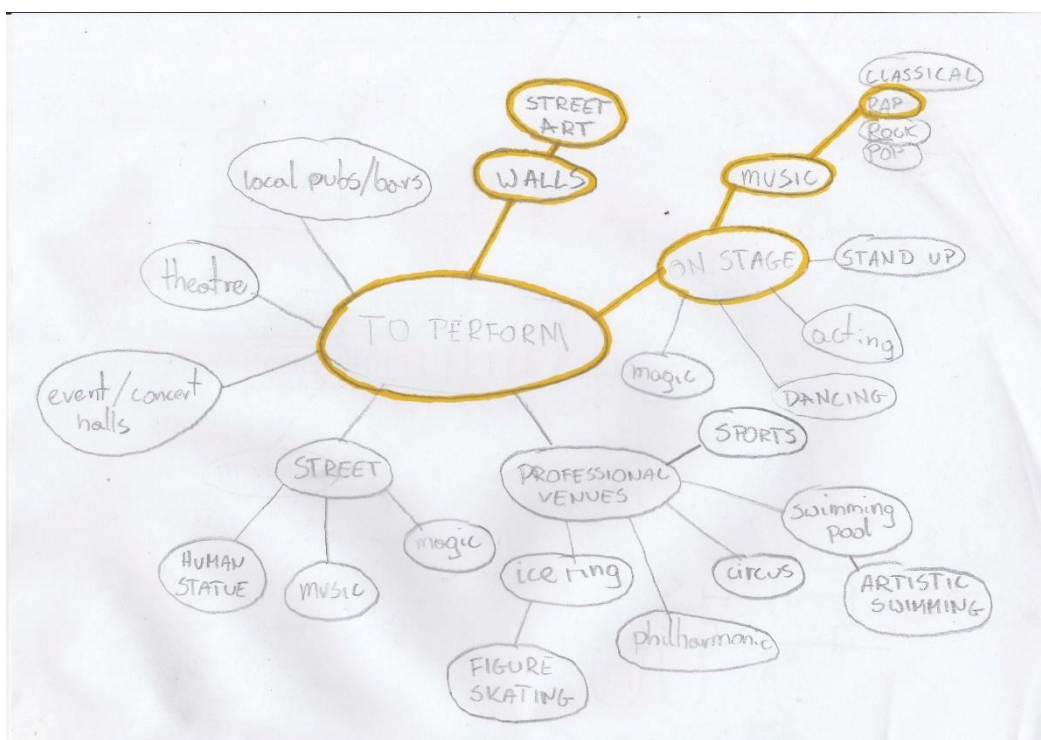 CLASSICAL
RAP
ROCK
POP
STREET
ART
WALLS
MUSIC
local pubs/bars
ON STAGE
STAND UP
theatre
TO PERFORM
acting
magic
DANCING
event/concert
halls
SPORTS
STREET
PROFESSIONAL
VENUES
swimming
pool
magic
HUMAN
STATUE
MUSIC
ice ring
circus
ARTISTIC
SWIMMING
philharmonic
FIGURE
SKATING